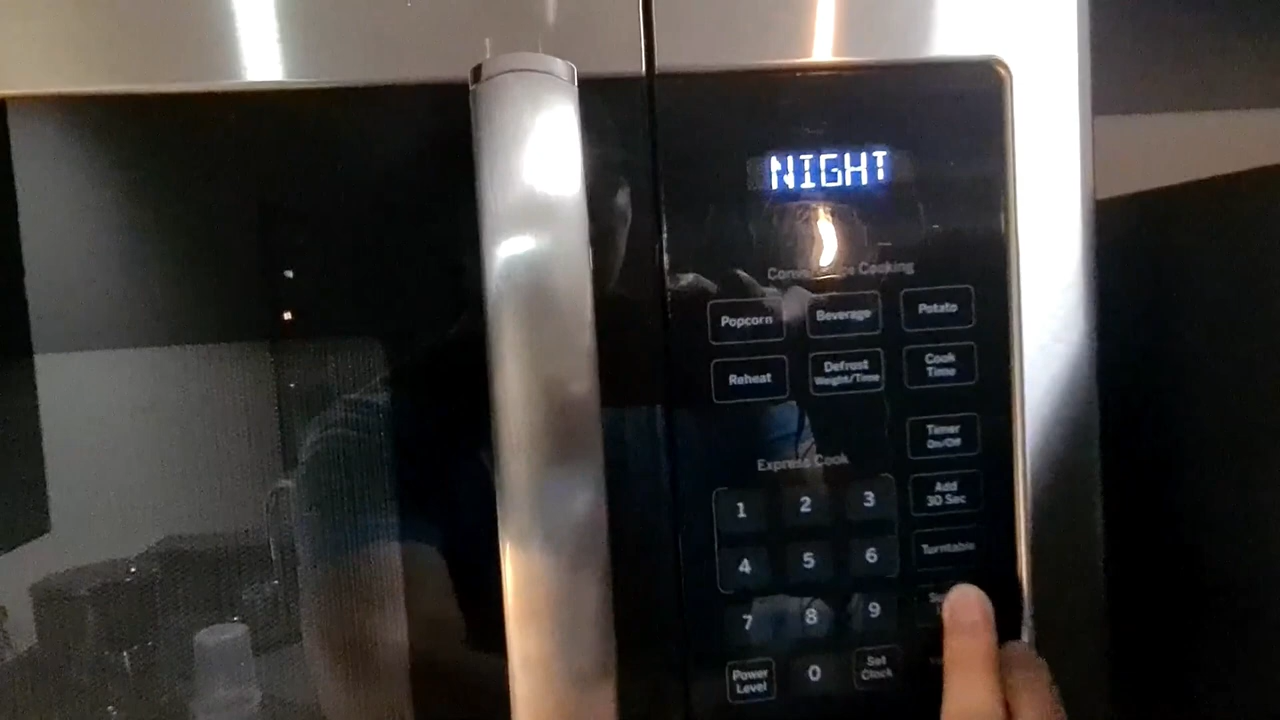 NIGHT
Cooking
Popcorn
Beverage
Potato
Reheat
Defrost
Weight/Time
Cook
Time
Timer
On/Off
Express Cook
Add
30 Sec
1 2 3
Turntable
4 5 6
7 8 9
Power
Level
0
Set
Clock